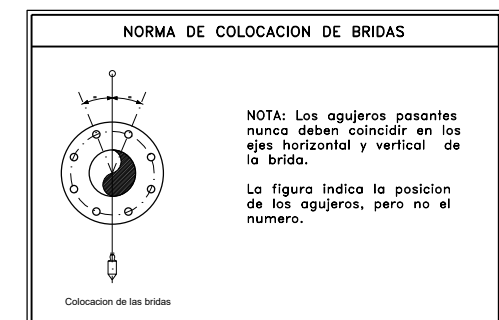 NORMA DE COLOCACION DE BRIDAS
NOTA: Los agujeros pasantes
nunca deben coincidir en los
ejes horizontal y vertical de
la brida.
La figura indica la posicion
de los agujeros, pero no el
numero.
Colocacion de las bridas